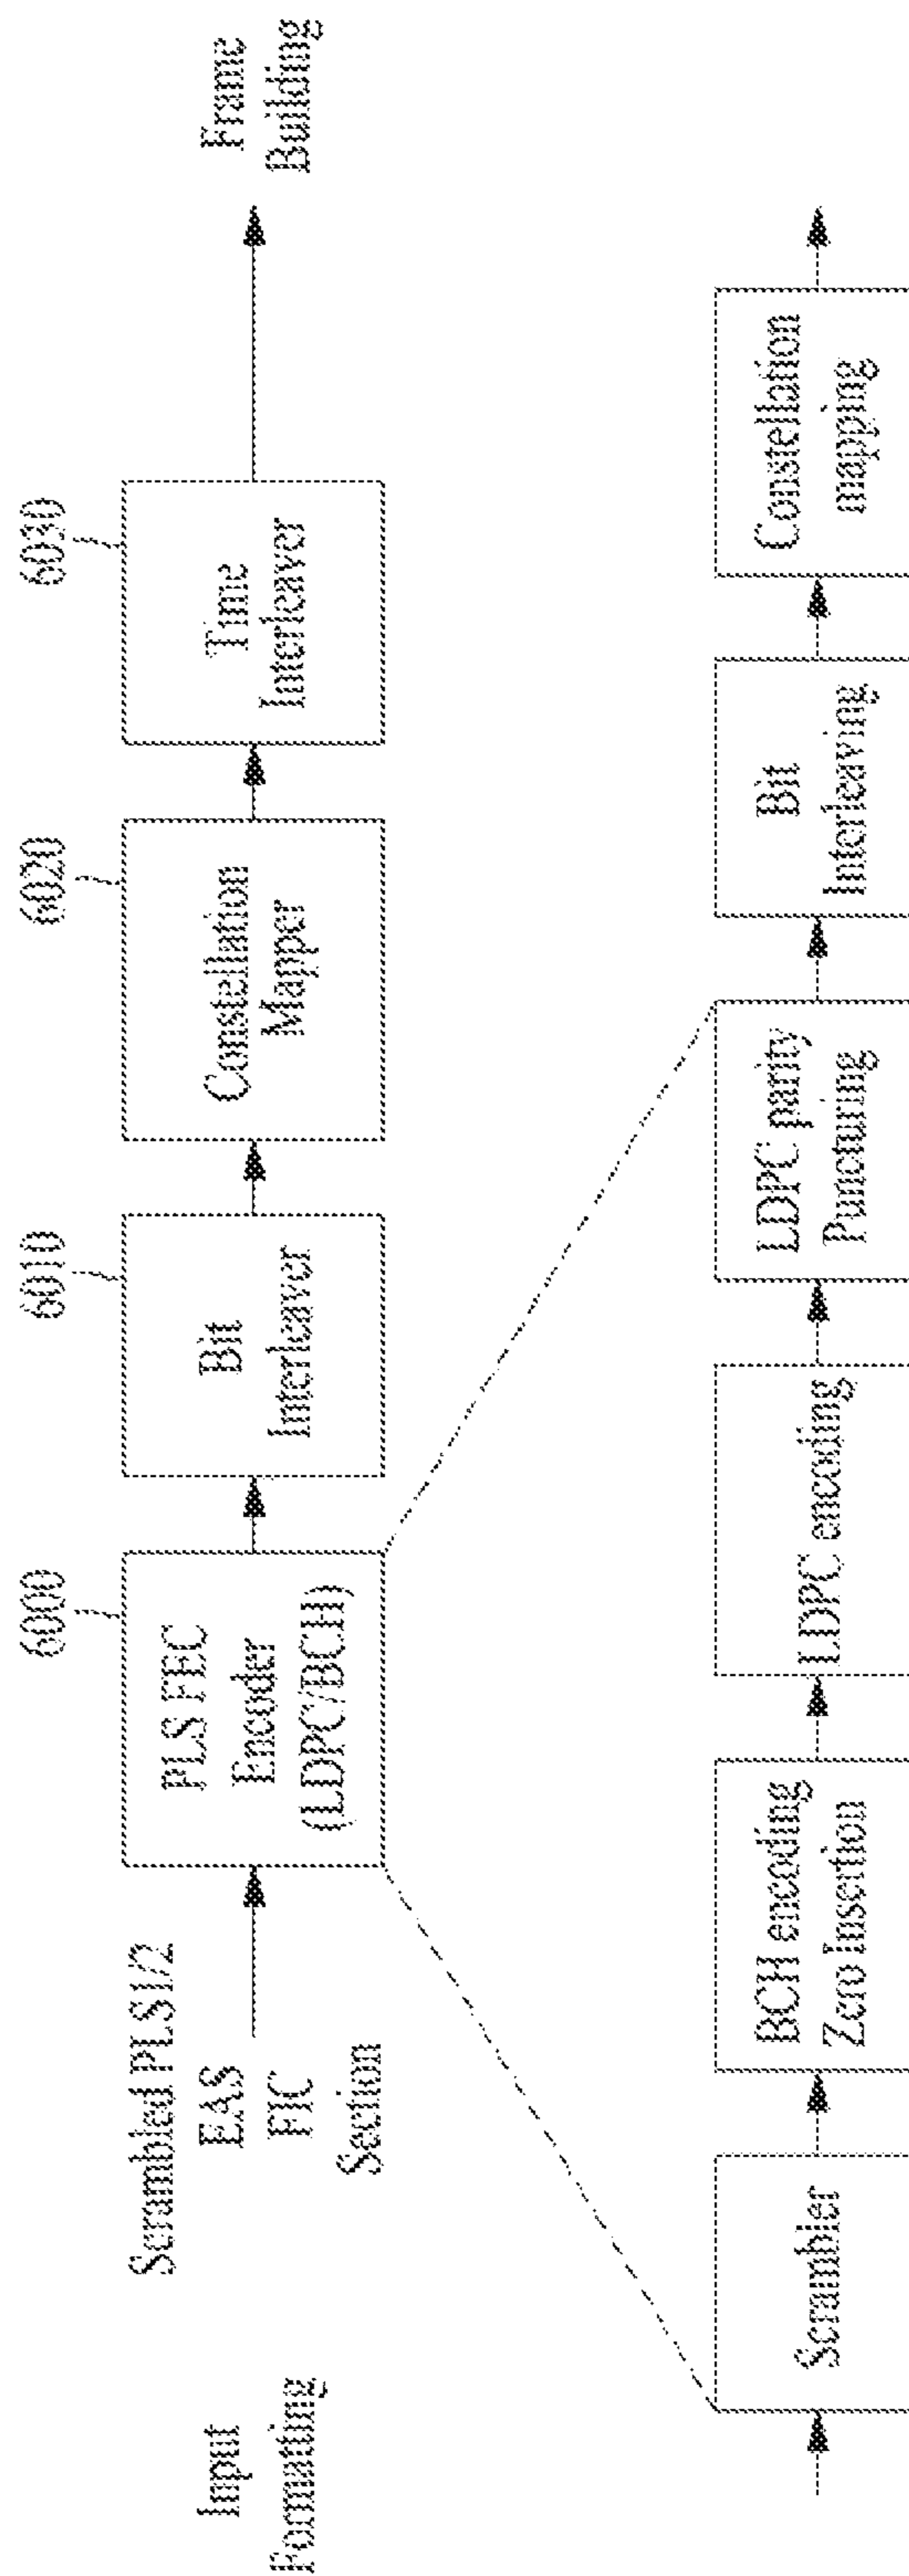 Input
Formatting
Scrambled PLS1/2
EAS
FIC
Section
6000
PLS FEC
Encoder
(LDPC/BCH)
6010
Bit
Interleaver
6020
Constellation
Mapper
6030
Time
Interleaver
Frame
Building
Scrambler
BCH encoding
Zero Insertion
LDPC encoding
LDPC parity
Puncturing
Bit
Interleaving
Constellation
mapping